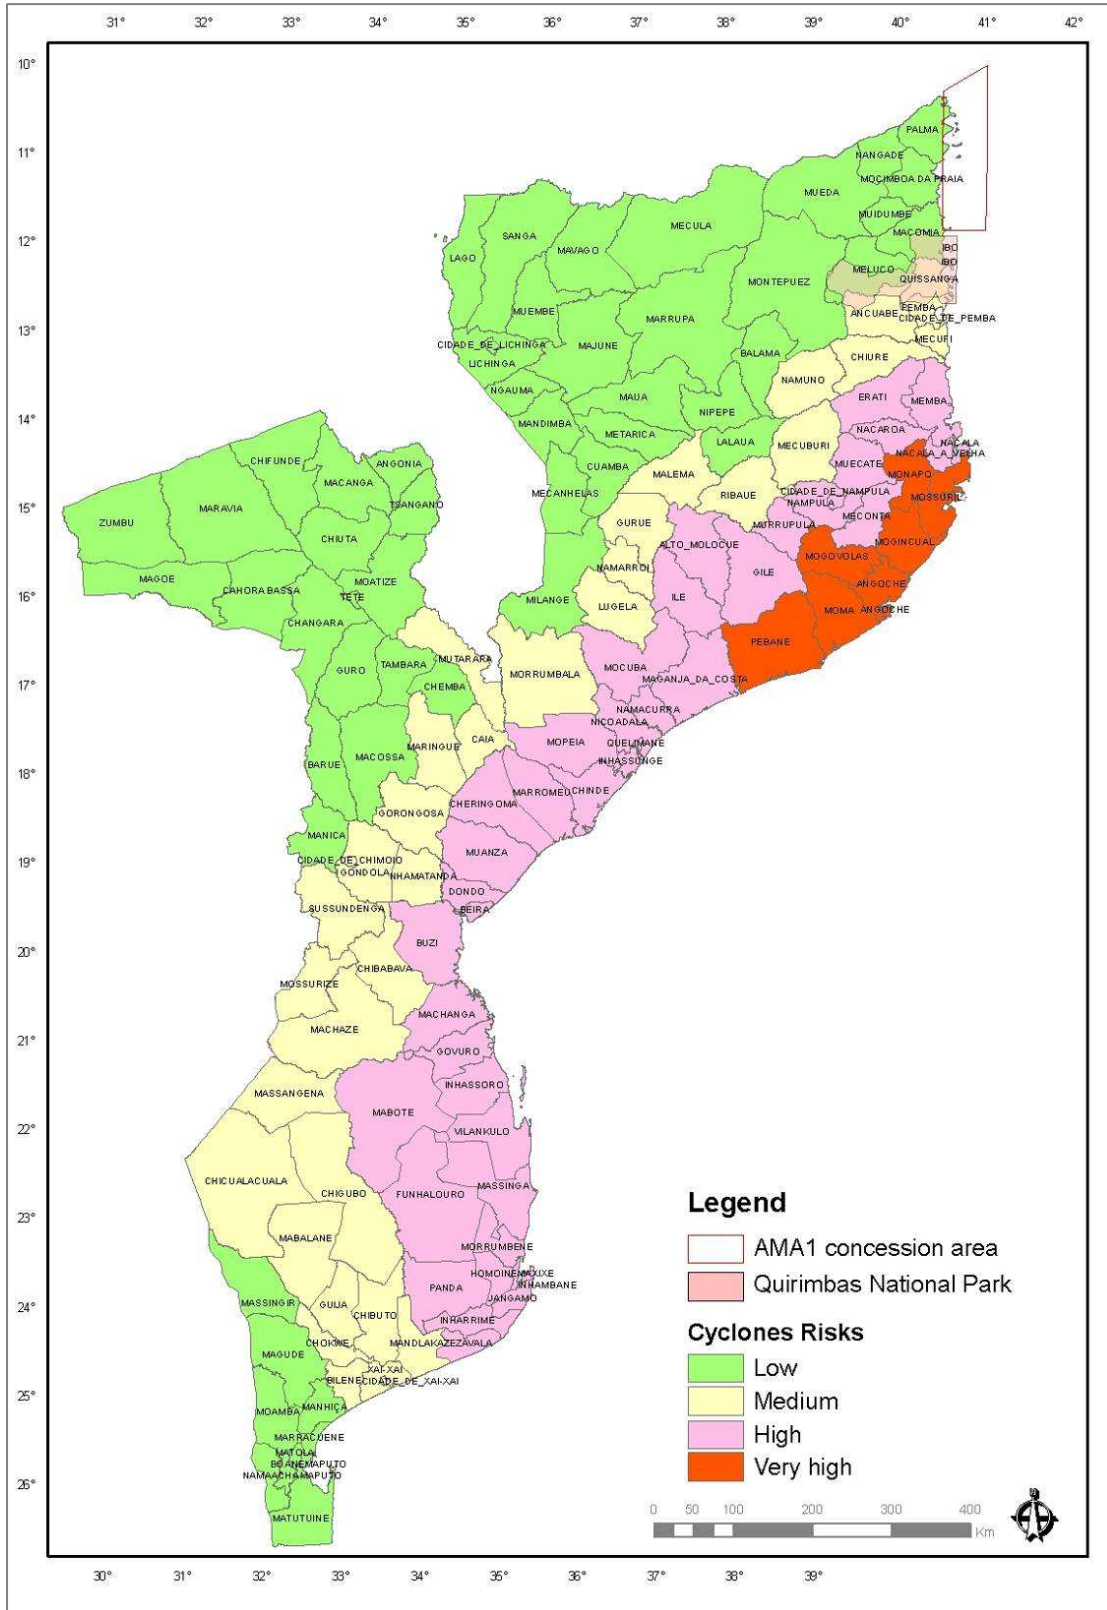 31° 32° 33° 34° 35° 36° 37° 38° 39° 40° 41° 42°
10°
PALMA
11°
NANGADE
MOCIMBOA DA PRAIA
MUEDA
MUIDUMBE
MECULA
MACOMIA
12°
SANGA
MAVAGO
IBO
LAGO
IBO
MELUCO
QUISSANGA
MONTEPUEZ
PEMBA
MUEMBE
ANCUABE
CIDADE_DE_PEMBA
MARRUPA
13°
MECUFI
CIDADE_DE_LICHINGA
MAJUNE
BALAMA
CHIURE
LICHINGA
NAMUNO
NGAUMA
MAUA
ERATI
MEMBA
NIPEPE
14°
MANDIMBA
NACAROA
METARICA
LALAUA
NACALA
MECUBURI
NACALA_A_VELHA
CHIFUNDE
ANGONIA
CUAMBA
MUECATE
MALEMA
MONAPO
MACANGA
CIDADE_DE_NAMPULA
MECANHELAS
RIBAUE
MOSSURIL
NAMPULA
15°
MARAVIA
TSANGANO
ZUMBU
GURUE
MURRUPULA
MECONTA
CHIUTA
ALTO_MOLOCUE
MOGINCUAL
MOGOVOLAS
NAMARROI
GILE
MAGOE
MOATIZE
ANGOCHE
CAHORA BASSA
16°
TETE
ILE
MILANGE
LUGELA
MOMA
ANGOCHE
CHANGARA
PEBANE
MUTARARA
MOCUBA
TAMBARA
GURO
MORRUMBALA
MAGANJA_DA_COSTA
17°
CHEMBA
NAMACURRA
NICOADALA
CAIA
MOPEIA
QUELIMANE
MARINGUE
MACOSSA
INHASSUNGE
BARUE
18°
CHINDE
MARROMEU
CHERINGOMA
GORONGOSA
MANICA
MUANZA
19°
CIDADE_DE_CHIMOIO
GONDOLA
NHAMATANDA
DONDO
SUSSUNDENGA
BEIRA
BUZI
20°
CHIBABAVA
MOSSURIZE
MACHANGA
MACHAZE
21°
GOVURO
INHASSORO
MASSANGENA
MABOTE
22°
VILANKULO
CHICUALACUALA
MASSINGA
CHIGUBO
FUNHALOURO
Legend
23°
MABALANE
MORRUMBENE
AMA1 concession area
Quirimbas National Park
PANDA
INHAMBANE
JANGAMO
24°
MASSINGIR
GUIJA
CHIBUTO
INHARRIME
Cyclones Risks
CHOKWE
MAGUDE
XAI-XAI
Low
BILENE
CIDADE_DE_XAI-XAI
25°
MOAMBA
MANHIÇA
Medium
MARRACUENE
High
MATOLA
Very high
26°
MATUTUINE
0 50 100 200 300 400
Km
30° 31° 32° 33° 34° 35° 36° 37° 38° 39°